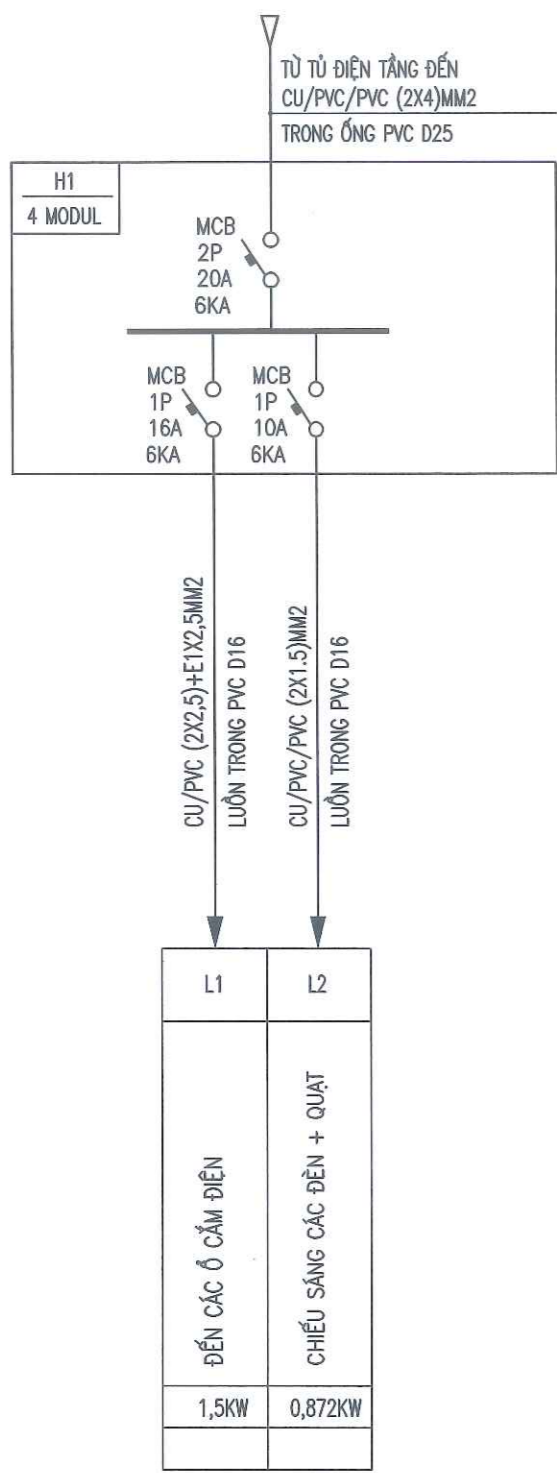 TỪ TỦ ĐIỆN TẦNG ĐẾN
CU/PVC/PVC (2X4)MM2
TRONG ỐNG PVC D25
H1
4 MODUL
MCB
2P
20A
6KA
MCB
1P
16A
6KA
MCB
1P
10A
6KA
CU/PVC (2X2,5)+E1X2,5MM2
LUỒN TRONG PVC D16
CU/PVC/PVC (2X1.5)MM2
LUỒN TRONG PVC D16
L1
L2
ĐẾN CÁC Ổ CẮM ĐIỆN
CHIẾU SÁNG CÁC ĐÈN + QUẠT
1,5KW
0,872KW